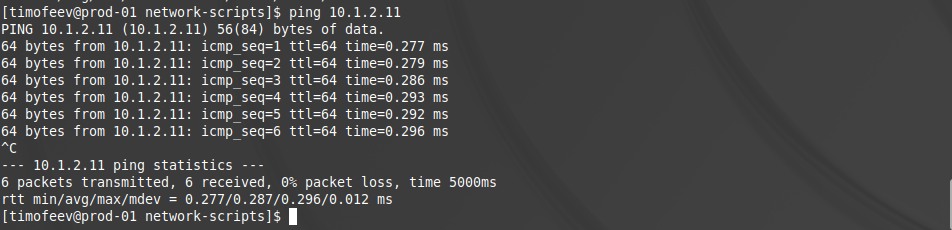 [timofeev@prod-01 network-scripts]$ ping 10.1.2.11
PING 10.1.2.11 (10.1.2.11) 56(84) bytes of data.
64 bytes from 10.1.2.11: icmp_seq=1 ttl=64 time=0.277 ms
64 bytes from 10.1.2.11: icmp_seq=2 ttl=64 time=0.279 ms
64 bytes from 10.1.2.11: icmp_seq=3 ttl=64 time=0.286 ms
64 bytes from 10.1.2.11: icmp_seq=4 ttl=64 time=0.293 ms
64 bytes from 10.1.2.11: icmp_seq=5 ttl=64 time=0.292 ms
64 bytes from 10.1.2.11: icmp_seq=6 ttl=64 time=0.296 ms
^C
--- 10.1.2.11 ping statistics ---
6 packets transmitted, 6 received, 0% packet loss, time 5000ms
rtt min/avg/max/mdev = 0.277/0.287/0.296/0.012 ms
[timofeev@prod-01 network-scripts]$